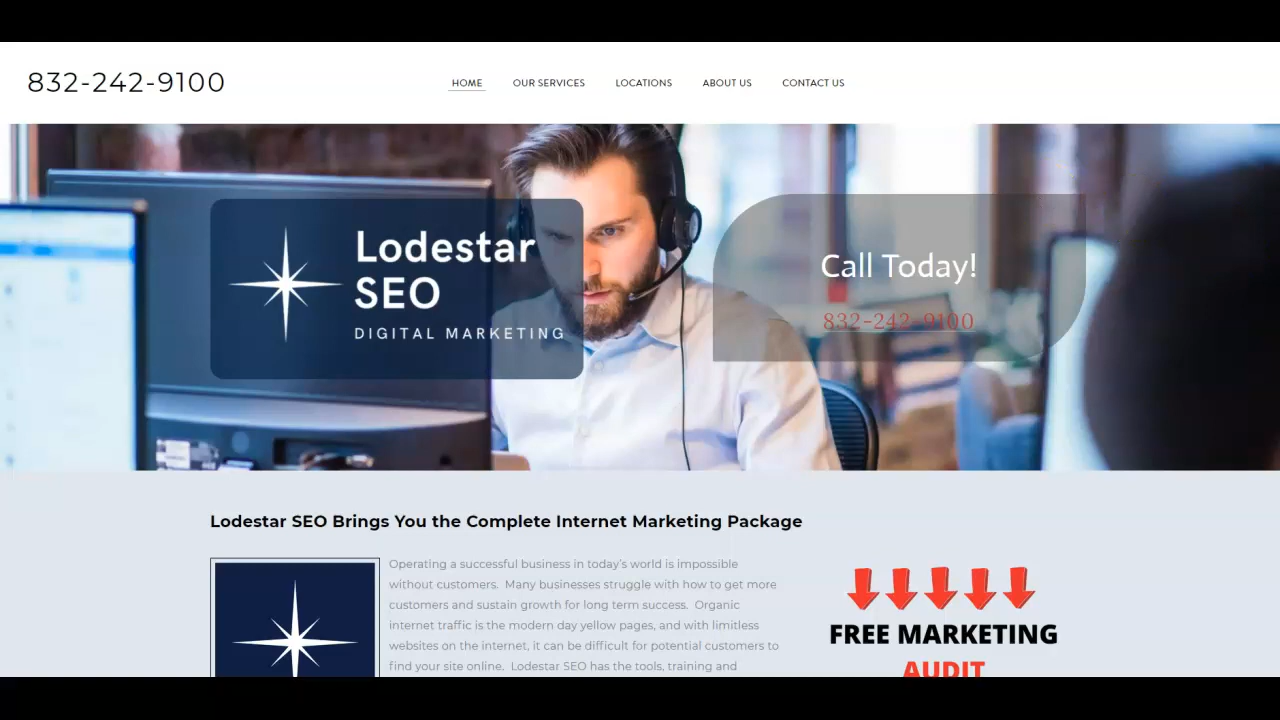 832-242-9100
HOME OUR SERVICES LOCATIONS ABOUT US CONTACT US
Lodestar
SEO
DIGITAL MARKETING
Call Today!
832-242-9100
Lodestar SEO Brings You the Complete Internet Marketing Package
Operating a successful business in today's world is impossible
without customers.  Many businesses struggle with how to get more
customers and sustain growth for long term success.  Organic
internet traffic is the modern day yellow pages, and with limitless
websites on the internet, it can be difficult for potential customers to
find your site online.  Lodestar SEO has the tools, training and
FREE MARKETING
AUDIT